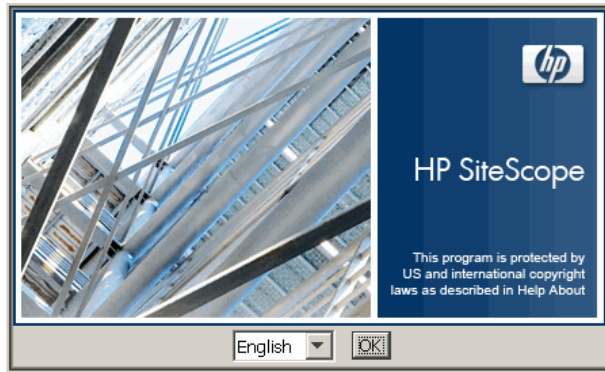 hp
HP SiteScope
This program is protected by
US and international copyright
laws as described in Help About
English
OK